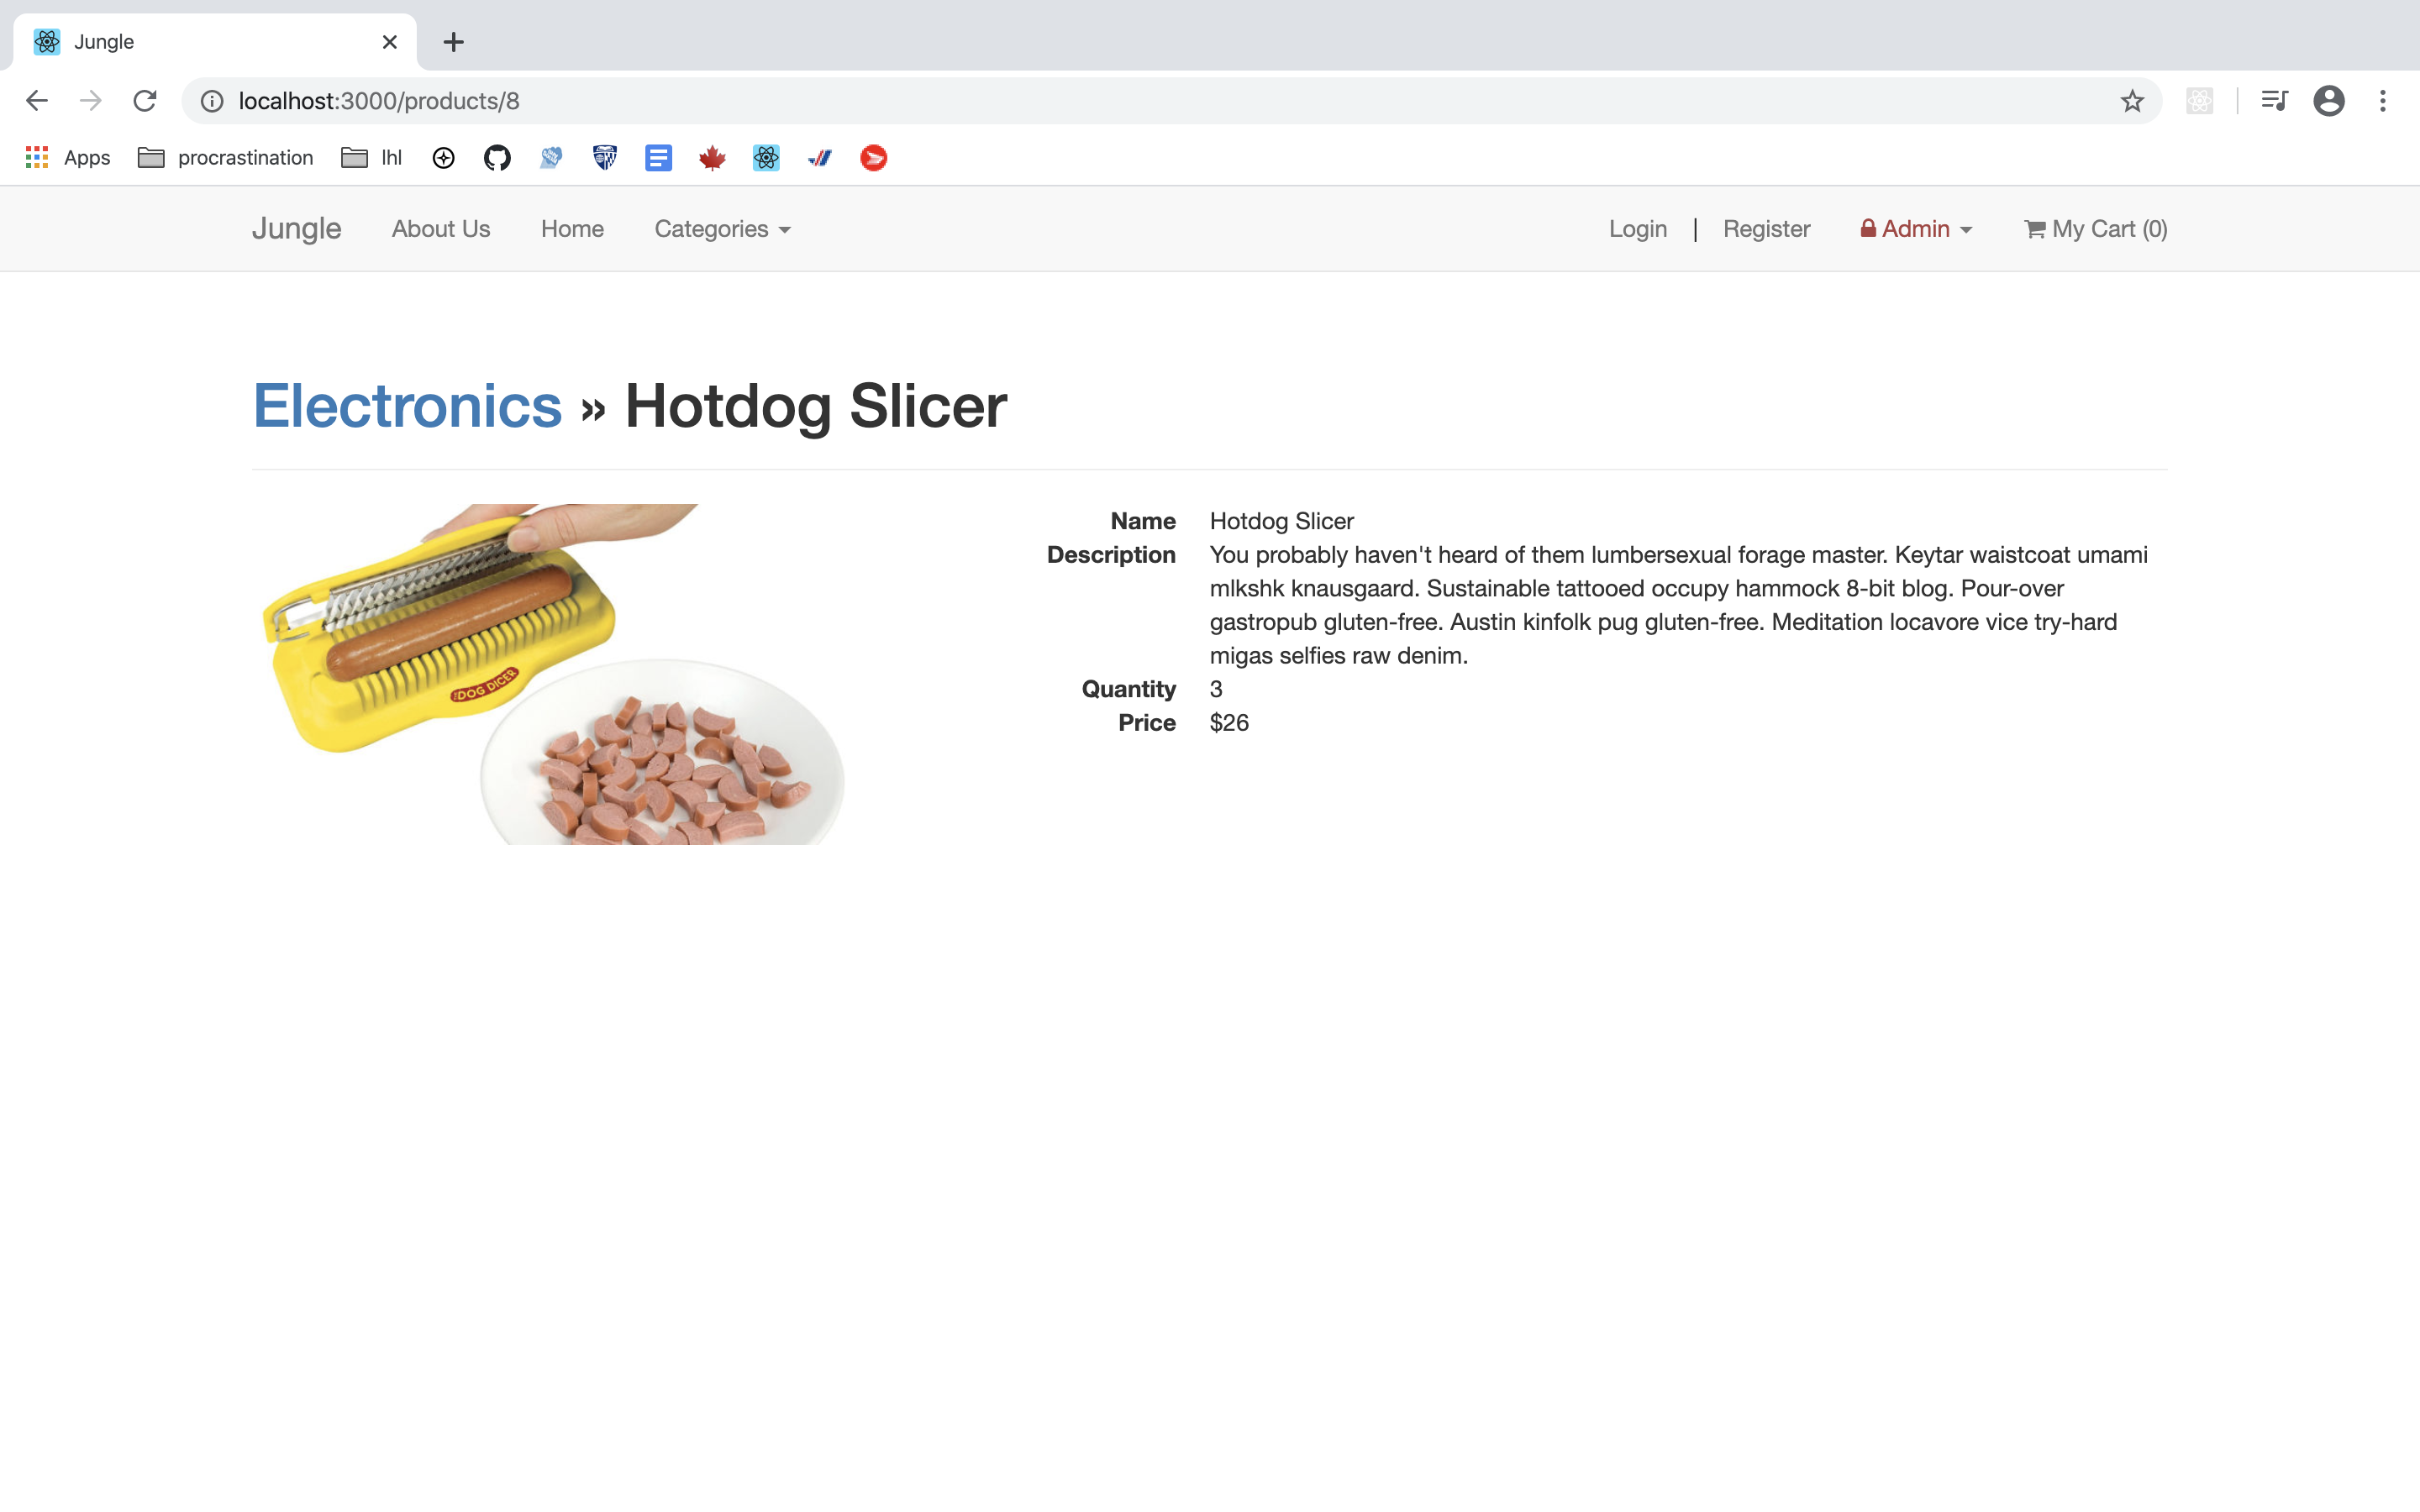 Jungle
localhost:3000/products/8
Apps procrastination lhl
Jungle About Us Home Categories Login | Register Admin My Cart (0)
Electronics » Hotdog Slicer
Name Hotdog Slicer
Description You probably haven't heard of them lumbersexual forage master. Keytar waistcoat umami
mlkshk knausgaard. Sustainable tattooed occupy hammock 8-bit blog. Pour-over
gastropub gluten-free. Austin kinfolk pug gluten-free. Meditation locavore vice try-hard
migas selfies raw denim.
Quantity 3
Price $26
DOG DICER